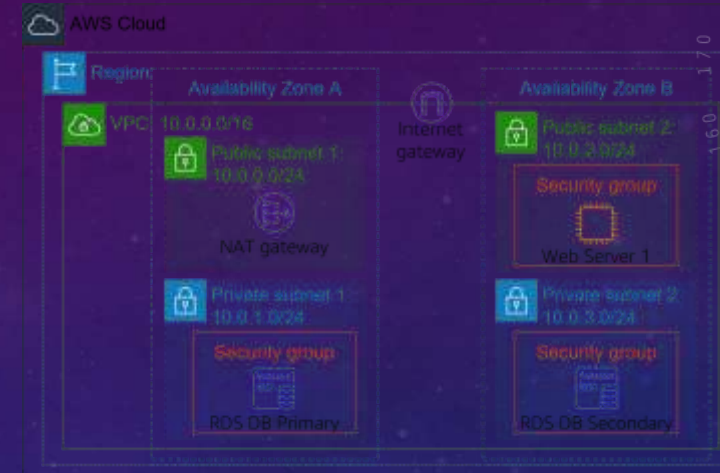 AWS Cloud
Region:
Availability Zone A
Availability Zone B
VPC: 10.0.0.0/16
Internet
gateway
Public subnet 1:
10.0.0.0/24
NAT gateway
Public subnet 2:
10.0.2.0/24
Security group
Web Server 1
Private subnet 1:
10.0.1.0/24
Security group
RDS DB Primary
Private subnet 2:
10.0.3.0/24
Security group
RDS DB Secondary
160 170